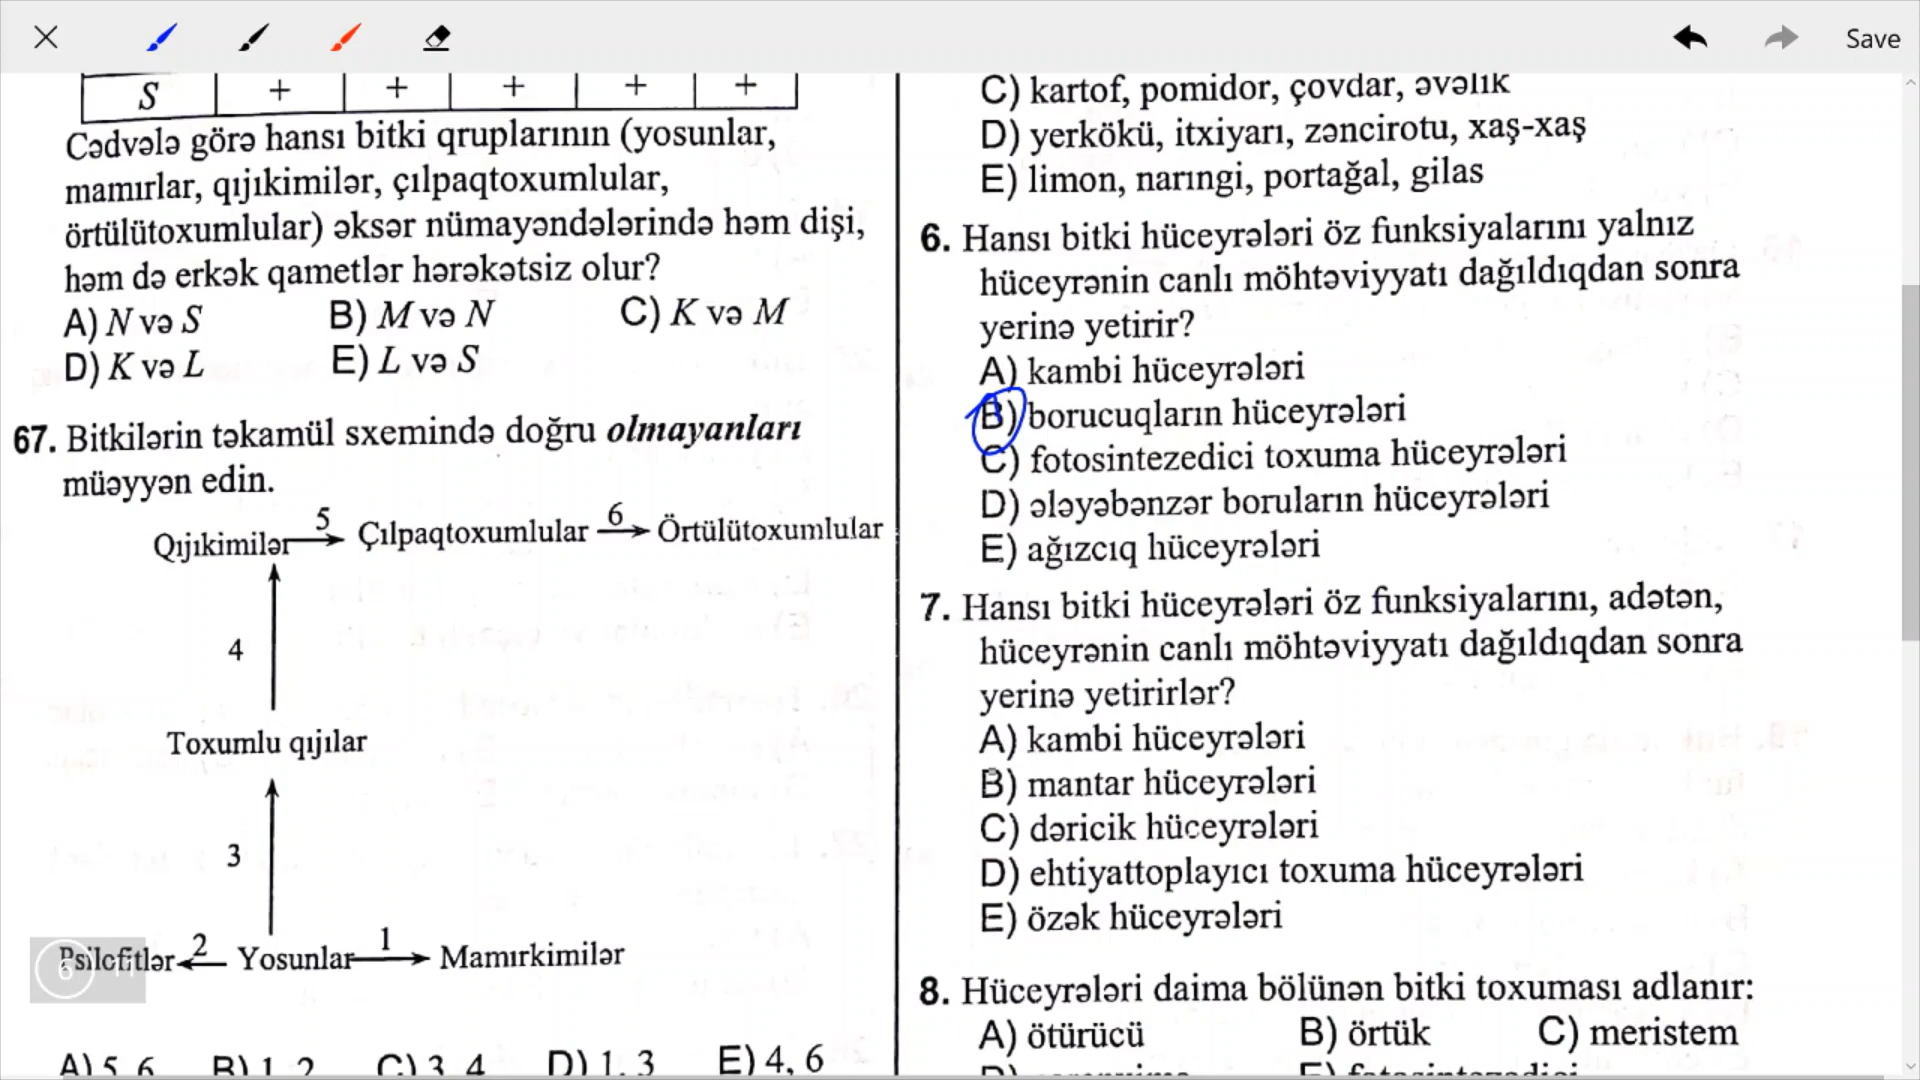 Save
S + + + + +
Cədvələ görə hansı bitki qruplarının (yosunlar,
mamırlar, qıjıkimilər, çılpaqtoxumlular,
örtülütoxumlular) əksər nümayəndələrində həm dişi,
həm də erkək qametlər hərəkətsiz olur?
A) N və S B) M və N C) K və M
D) K və L E) L və S
67. Bitkilərin təkamül sxemində doğru olmayanları
müəyyən edin.
Qıjıkimilər 5 Çılpaqtoxumlular 6 Örtülütoxumlular
4
Toxumlu qıjılar
3
Psilofitlər 2 Yosunlar 1 Mamırkimilər
6
A) 5, 6 B) 1, 2 C) 3, 4 D) 1, 3 E) 4, 6
C) kartof, pomidor, çovdar, əvəlik
D) yerkökü, itxiyarı, zəncirotu, xaş-xaş
E) limon, narıngi, portağal, gilas
6. Hansı bitki hüceyrələri öz funksiyalarını yalnız
hüceyrənin canlı möhtəviyyatı dağıldıqdan sonra
yerinə yetirir?
A) kambi hüceyrələri
B) borucuqların hüceyrələri
C) fotosintezedici toxuma hüceyrələri
D) ələyəbənzər boruların hüceyrələri
E) ağızcıq hüceyrələri
7. Hansı bitki hüceyrələri öz funksiyalarını, adətən,
hüceyrənin canlı möhtəviyyatı dağıldıqdan sonra
yerinə yetirirlər?
A) kambi hüceyrələri
B) mantar hüceyrələri
C) dəricik hüceyrələri
D) ehtiyattoplayıcı toxuma hüceyrələri
E) özək hüceyrələri
8. Hüceyrələri daima bölünən bitki toxuması adlanır:
A) ötürücü B) örtük C) meristem